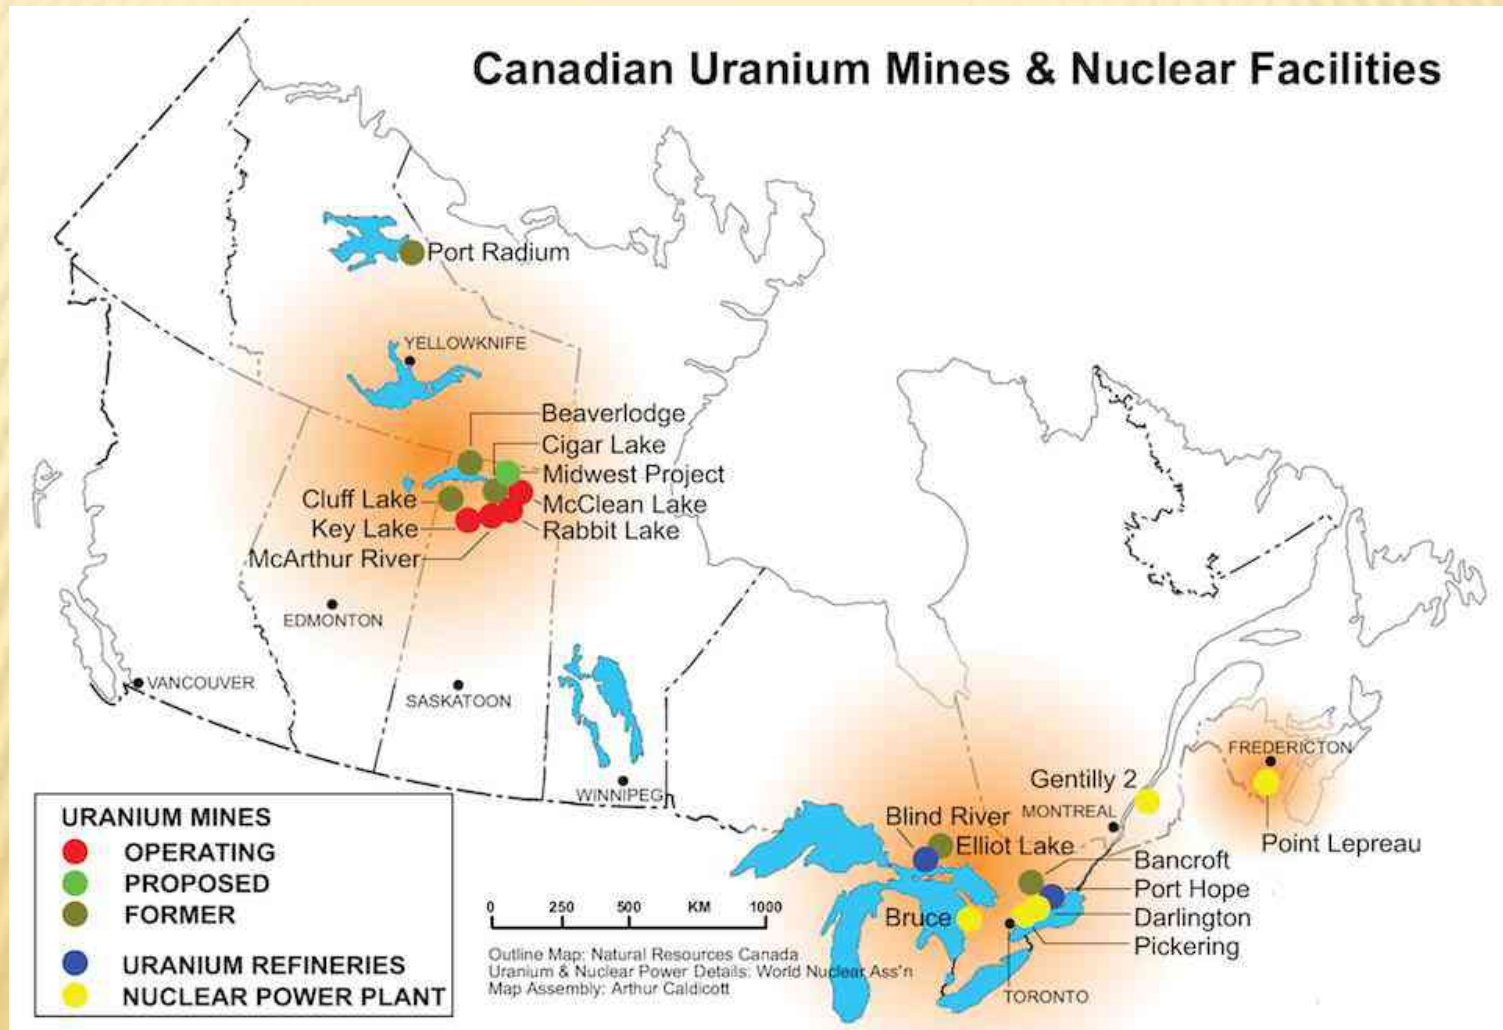 Canadian Uranium Mines & Nuclear Facilities
Port Radium
YELLOWKNIFE
Beaverlodge
Cigar Lake
Midwest Project
Cluff Lake
McClean Lake
Key Lake
Rabbit Lake
McArthur River
EDMONTON
VANCOUVER
SASKATOON
WINNIPEG
FREDERICTON
Gentilly 2
MONTREAL
Blind River
Elliot Lake
Point Lepreau
Bancroft
Port Hope
Bruce
Darlington
Pickering
TORONTO
URANIUM MINES
OPERATING
PROPOSED
FORMER
URANIUM REFINERIES
NUCLEAR POWER PLANT
0 250 500 KM 1000
Outline Map: Natural Resources Canada
Uranium & Nuclear Power Details: World Nuclear Ass'n
Map Assembly: Arthur Caldicott